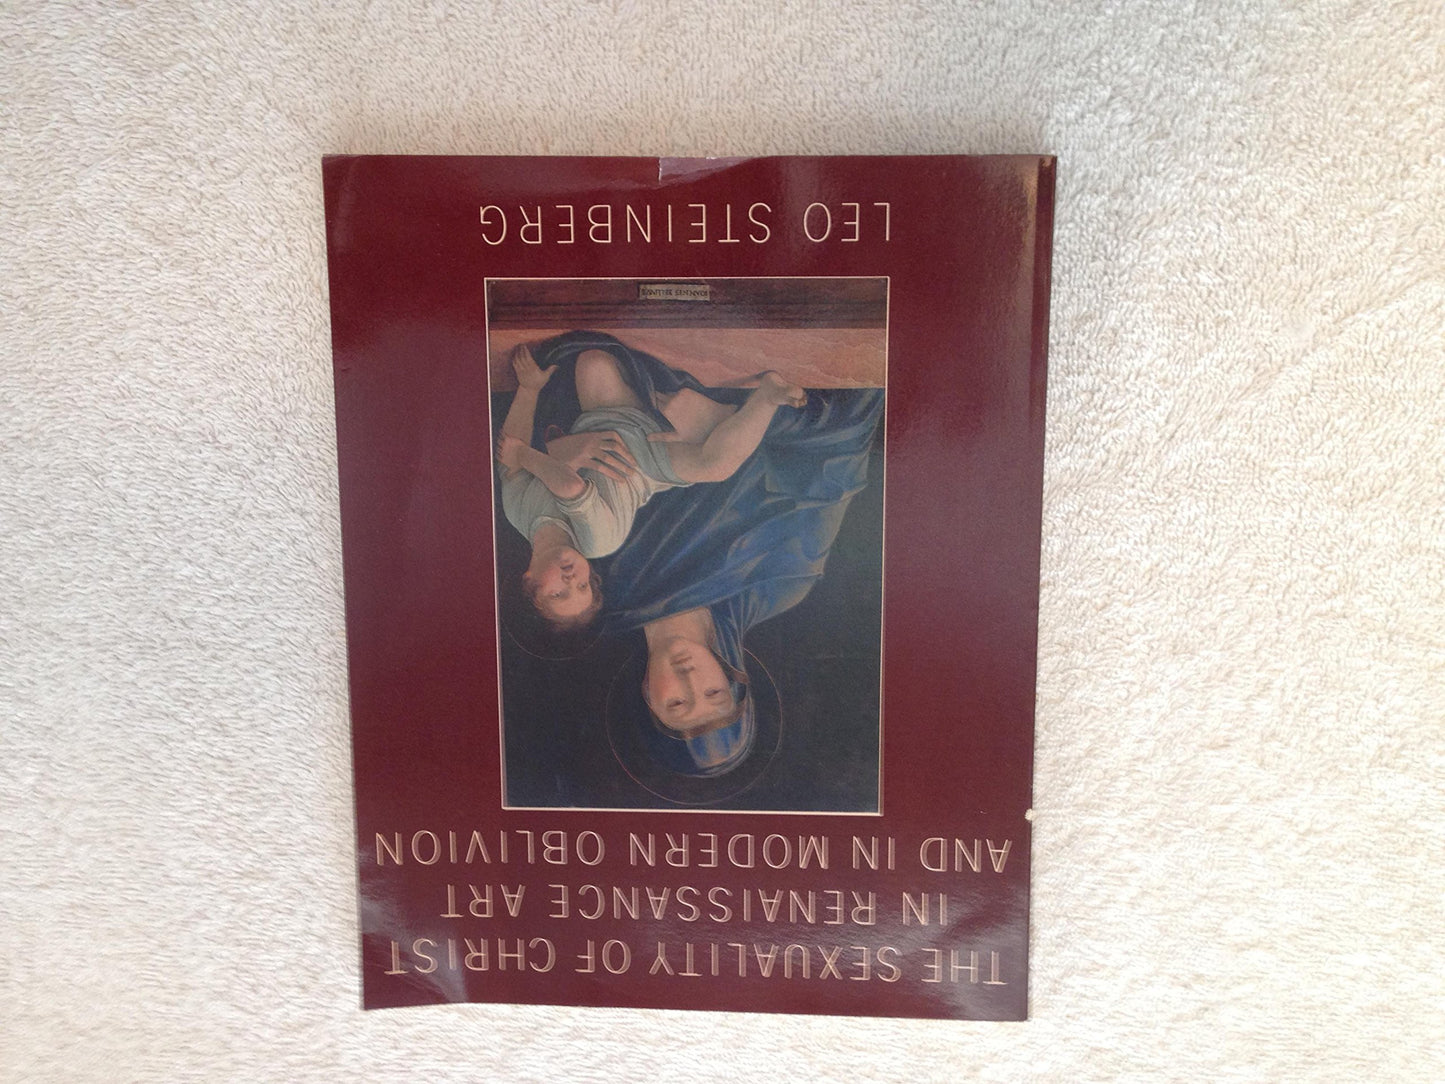 THE SEXUALITY OF CHRIST
IN RENAISSANCE ART
AND IN MODERN OBLIVION
LEO STEINBERG